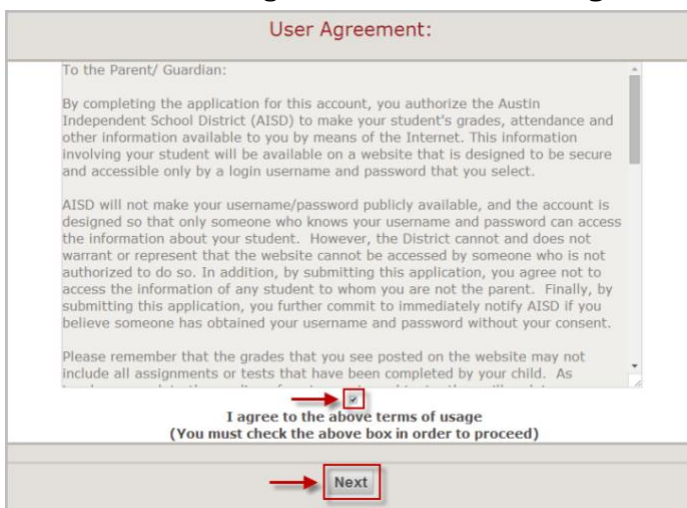 User Agreement:
To the Parent/ Guardian:
By completing the application for this account, you authorize the Austin
Independent School District (AISD) to make your student's grades, attendance and
other information available to you by means of the Internet. This information
involving your student will be available on a website that is designed to be secure
and accessible only by a login username and password that you select.
AISD will not make your username/password publicly available, and the account is
designed so that only someone who knows your username and password can access
the information about your student. However, the District cannot and does not
warrant or represent that the website cannot be accessed by someone who is not
authorized to do so. In addition, by submitting this application, you agree not to
access the information of any student to whom you are not the parent. Finally, by
submitting this application, you further commit to immediately notify AISD if you
believe someone has obtained your username and password without your consent.
Please remember that the grades that you see posted on the website may not
include all assignments or tests that have been completed by your child. As
I agree to the above terms of usage
(You must check the above box in order to proceed)
Next